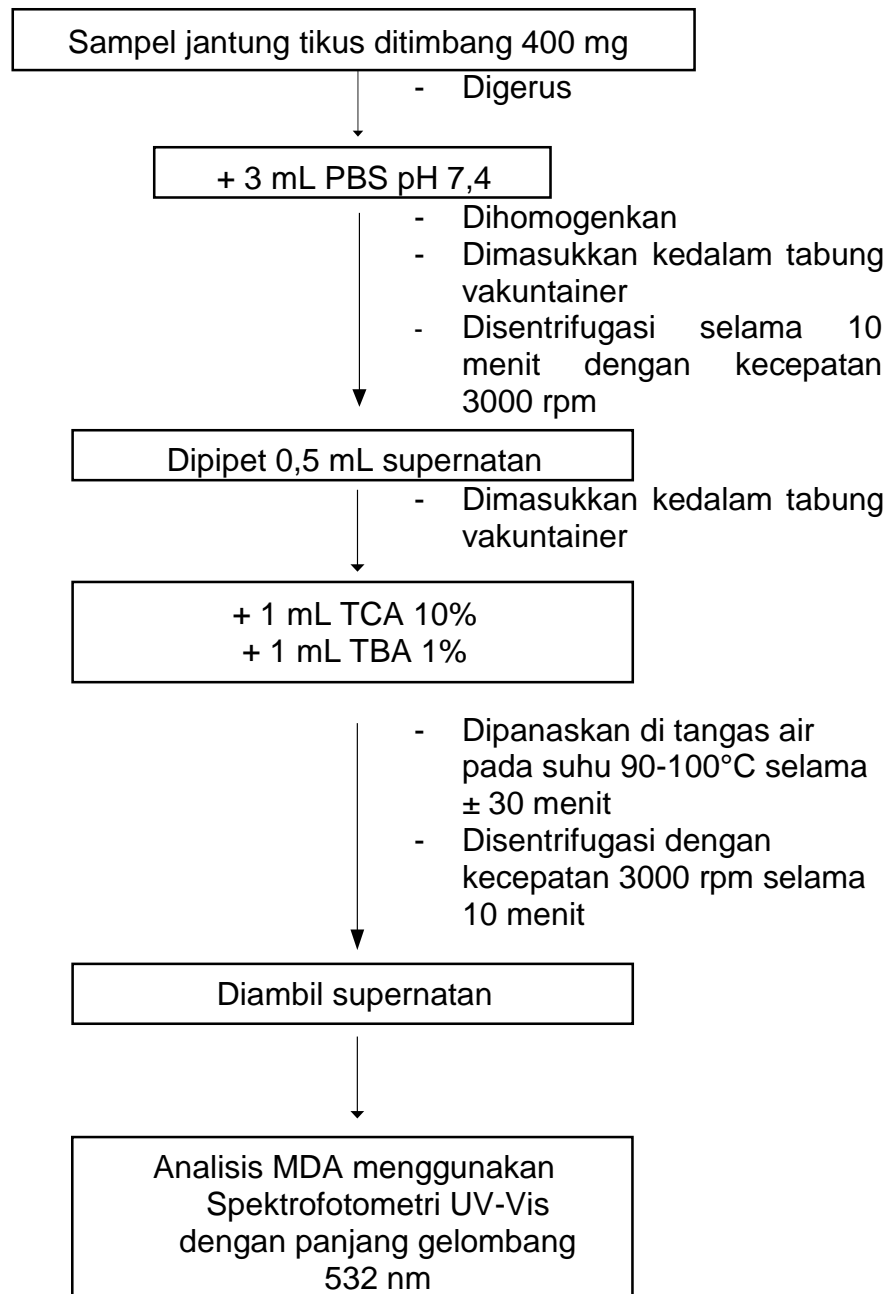 Sampel jantung tikus ditimbang 400 mg
- Digerus
+ 3 mL PBS pH 7,4
- Dihomogenkan
- Dimasukkan kedalam tabung
vakuntainer
- Disentrifugasi selama 10
menit dengan kecepatan
3000 rpm
Dipipet 0,5 mL supernatan
- Dimasukkan kedalam tabung
vakuntainer
+ 1 mL TCA 10%
+ 1 mL TBA 1%
- Dipanaskan di tangas air
pada suhu 90-100°C selama
± 30 menit
- Disentrifugasi dengan
kecepatan 3000 rpm selama
10 menit
Diambil supernatan
Analisis MDA menggunakan
Spektrofotometri UV-Vis
dengan panjang gelombang
532 nm